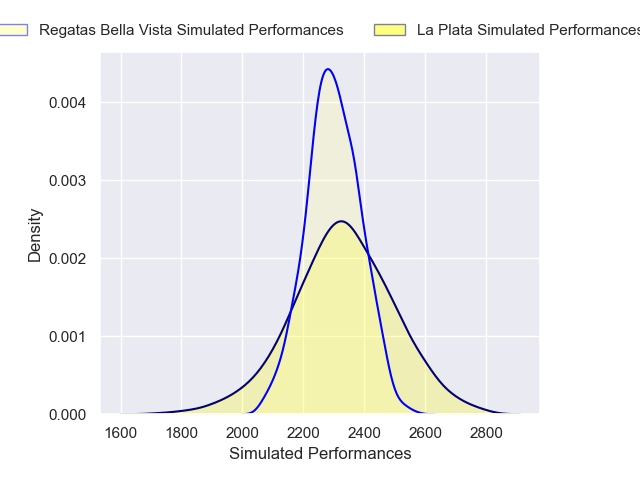 Regatas Bella Vista Simulated Performances La Plata Simulated Performances
0.004
0.003
0.002
0.001
0.000
Density
1600 1800 2000 2200 2400 2600 2800
Simulated Performances